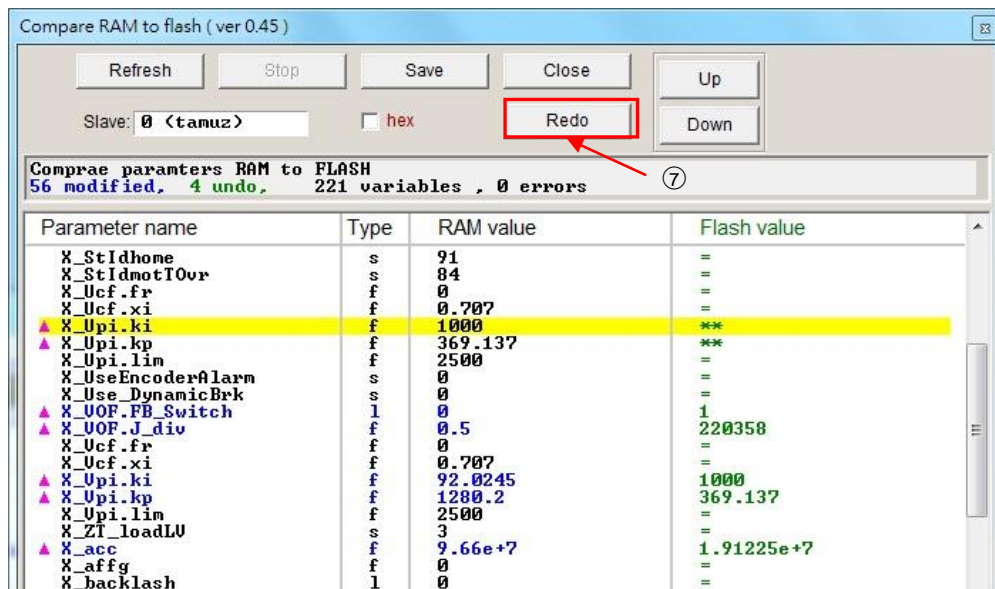 Compare RAM to flash ( ver 0.45 )
Refresh Stop Save Close Up
Slave: 0 (tamuz) hex Redo Down
Comprae paramters RAM to FLASH
56 modified, 4 undo, 221 variables , 0 errors
⑦
Parameter name Type RAM value Flash value
X_StIdhome s 91 =
X_StIdmotTOvr s 84 =
X_Ucf.fr f 0 =
X_Ucf.xi f 0.707 =
▲ X_Upi.ki f 1000 **
▲ X_Upi.kp f 369.137 **
X_Upi.lim f 2500 =
X_UseEncoderAlarm s 0 =
X_Use_DynamicBrk s 0 =
▲ X_VOF.FB_Switch l 0 1
▲ X_VOF.J_div f 0.5 220358
X_Vcf.fr f 0 =
X_Vcf.xi f 0.707 =
▲ X_Vpi.ki f 92.0245 1000
▲ X_Vpi.kp f 1280.2 369.137
X_Vpi.lim f 2500 =
X_ZT_loadLV s 3 =
▲ X_acc f 9.66e+7 1.91225e+7
X_affg f 0 =
X_backlash l 0 =